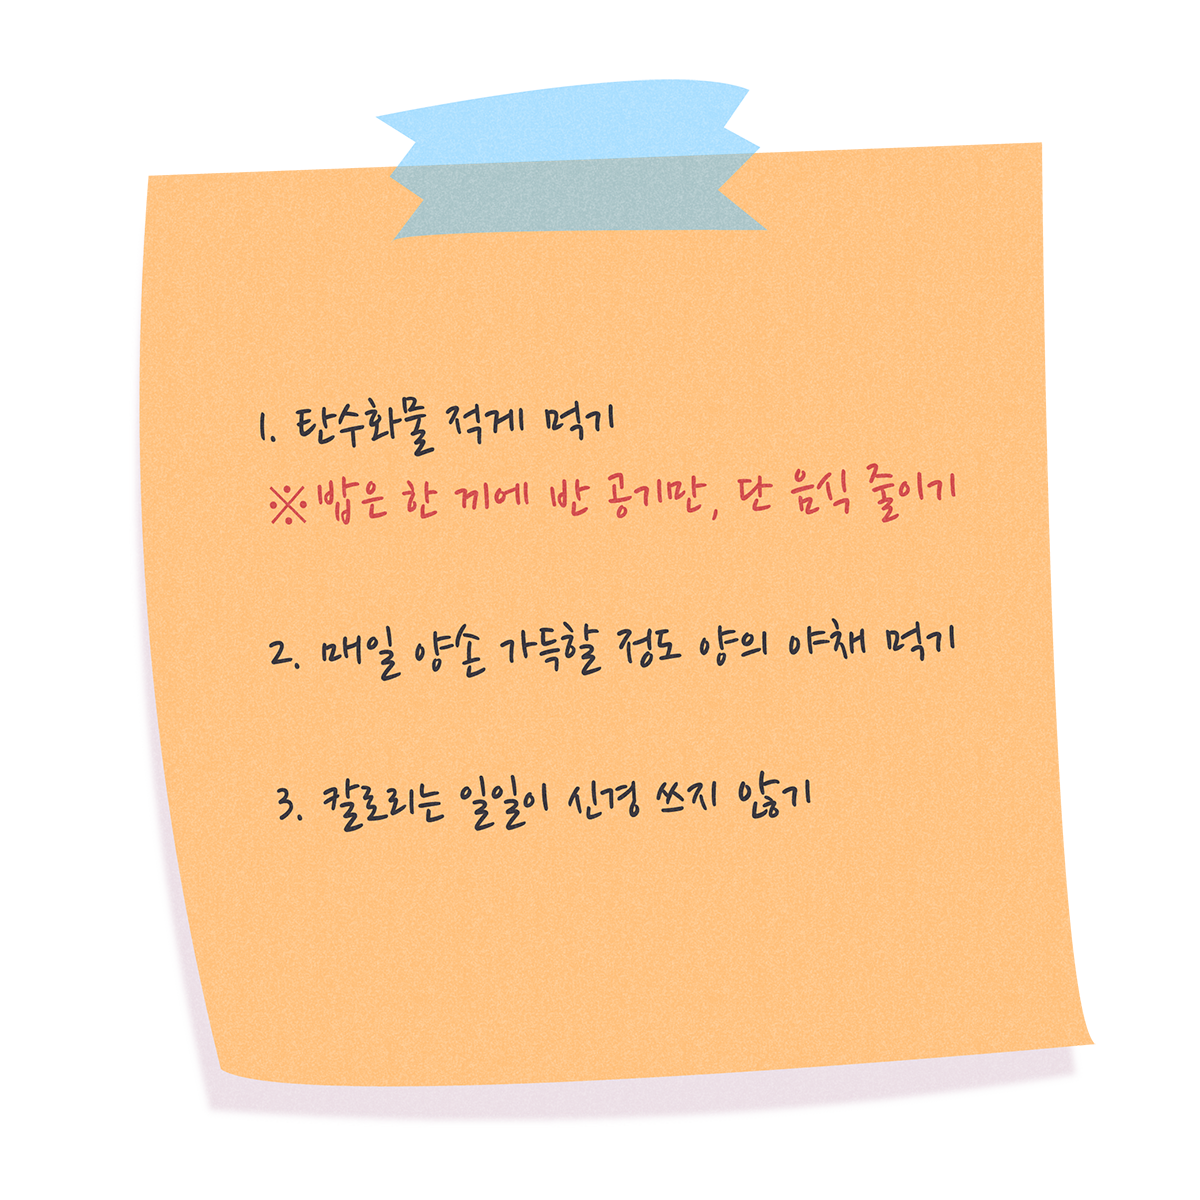 1. 탄수화물 적게 먹기
※밥은 한 끼에 반 공기만, 단 음식 줄이기
2. 매일 양손 가득할 정도 양의 야채 먹기
3. 칼로리는 일일이 신경 쓰지 않기